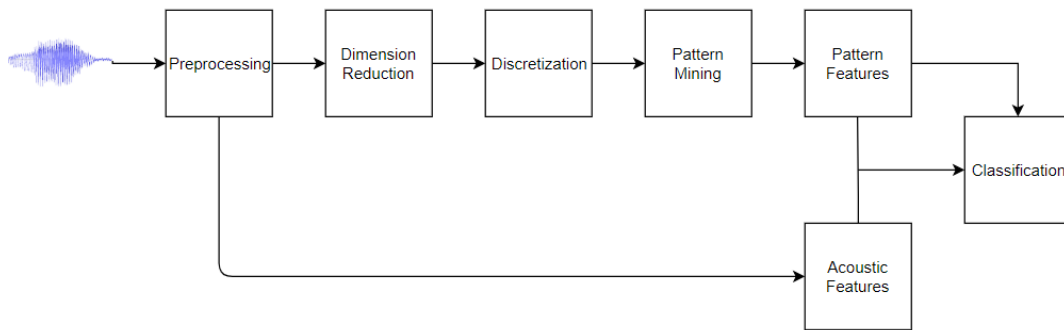 Preprocessing
Dimension
Reduction
Discretization
Pattern
Mining
Pattern
Features
Classification
Acoustic
Features